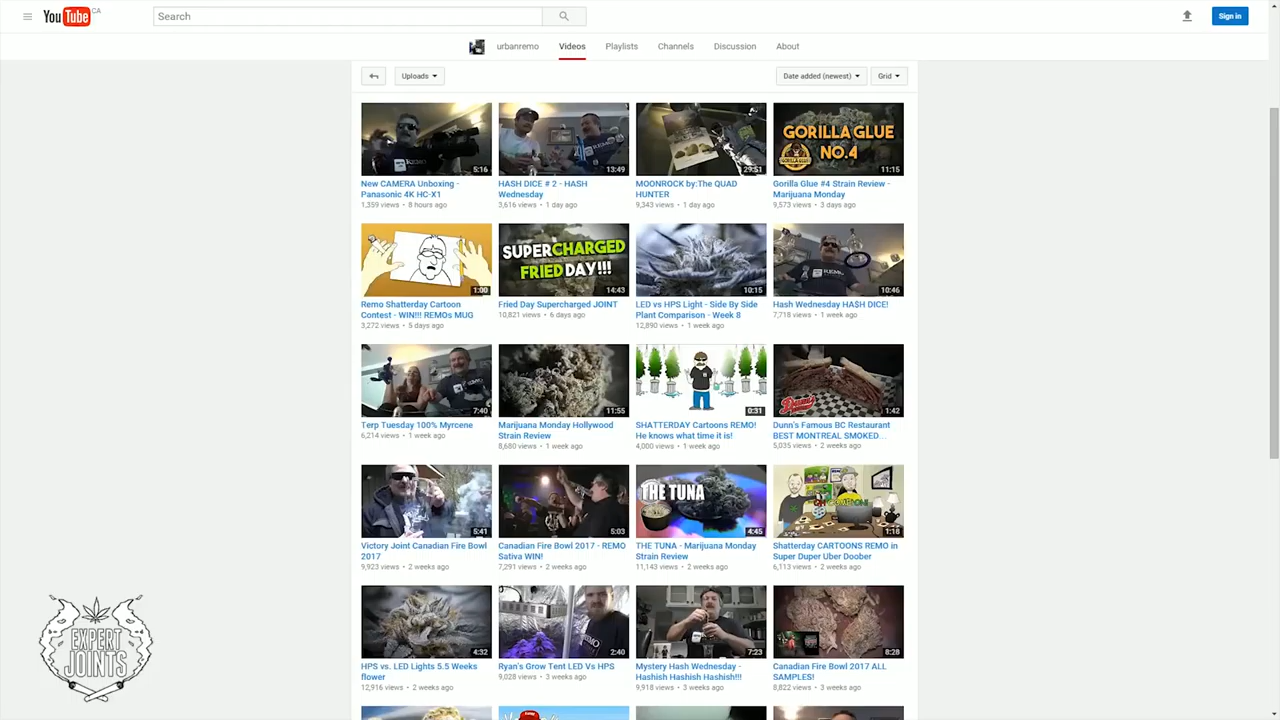 YouTube CA
Search
Sign in
urbanremo
Videos
Playlists
Channels
Discussion
About
Uploads
Date added (newest)
Grid
5:16
13:49
29:51
GORILLA GLUE
NO.4
11:15
New CAMERA Unboxing -
Panasonic 4K HC-X1
1,359 views • 8 hours ago
HASH DICE # 2 - HASH
Wednesday
3,616 views • 1 day ago
MOONROCK by:The QUAD
HUNTER
9,343 views • 1 day ago
Gorilla Glue #4 Strain Review -
Marijuana Monday
9,573 views • 3 days ago
1:00
SUPERCHARGED
FRIED DAY!!!
14:43
10:15
10:46
Remo Shatterday Cartoon
Contest - WIN!!! REMOs MUG
3,272 views • 5 days ago
Fried Day Supercharged JOINT
10,821 views • 6 days ago
LED vs HPS Light - Side By Side
Plant Comparison - Week 8
12,890 views • 1 week ago
Hash Wednesday HA$H DICE!
7,718 views • 1 week ago
7:40
11:55
0:31
1:42
Terp Tuesday 100% Myrcene
6,214 views • 1 week ago
Marijuana Monday Hollywood
Strain Review
8,680 views • 1 week ago
SHATTERDAY Cartoons REMO!
He knows what time it is!
4,000 views • 1 week ago
Dunn's Famous BC Restaurant
BEST MONTREAL SMOKED...
5,035 views • 2 weeks ago
5:41
5:03
THE TUNA
4:45
1:18
Victory Joint Canadian Fire Bowl
2017
9,923 views • 2 weeks ago
Canadian Fire Bowl 2017 - REMO
Sativa WIN!
7,291 views • 2 weeks ago
THE TUNA - Marijuana Monday
Strain Review
11,143 views • 2 weeks ago
Shatterday CARTOONS REMO in
Super Duper Uber Doober
6,113 views • 2 weeks ago
4:32
2:40
7:23
8:28
HPS vs. LED Lights 5.5 Weeks
flower
12,916 views • 2 weeks ago
Ryan's Grow Tent LED Vs HPS
9,028 views • 3 weeks ago
Mystery Hash Wednesday -
Hashish Hashish Hashish!!!
9,918 views • 3 weeks ago
Canadian Fire Bowl 2017 ALL
SAMPLES!
8,822 views • 3 weeks ago
EXPERT
JOINTS